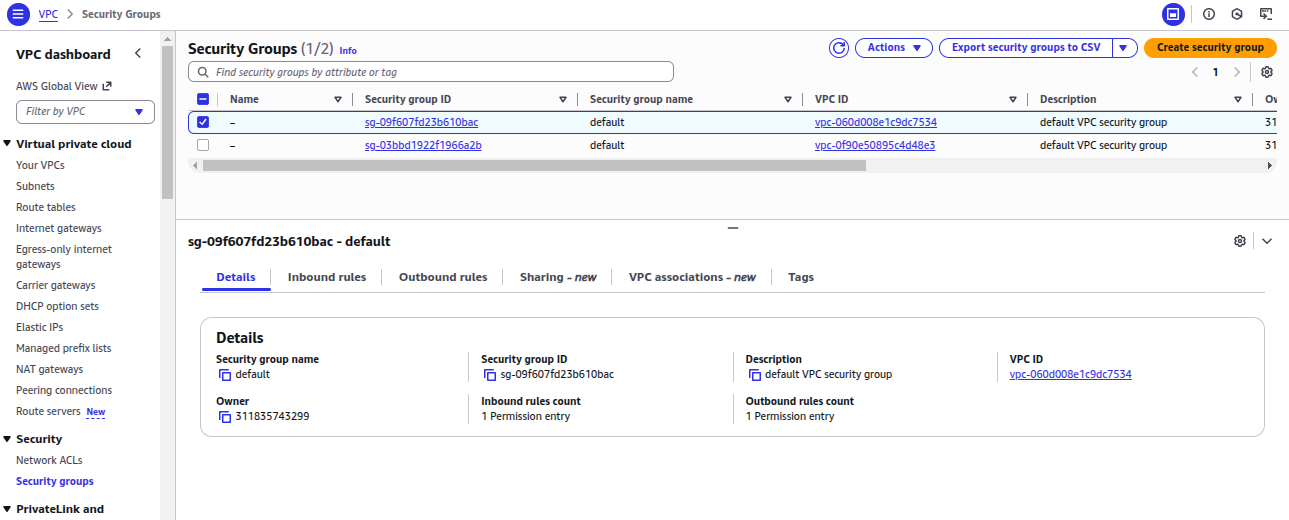 VPC > Security Groups
VPC dashboard
AWS Global View
Filter by VPC
Virtual private cloud
Your VPCs
Subnets
Route tables
Internet gateways
Egress-only internet
gateways
Carrier gateways
DHCP option sets
Elastic IPs
Managed prefix lists
NAT gateways
Peering connections
Route servers New
Security
Network ACLs
Security groups
PrivateLink and
Security Groups (1/2) Info
Actions
Export security groups to CSV
Create security group
Find security groups by attribute or tag
1
Name Security group ID Security group name VPC ID Description Ow
– sg-09f607fd23b610bac default vpc-060d008e1c9dc7534 default VPC security group 31
– sg-03bbd1922f1966a2b default vpc-0f90e50895c4d48e3 default VPC security group 31
sg-09f607fd23b610bac - default
Details Inbound rules Outbound rules Sharing - new VPC associations - new Tags
Details
Security group name Security group ID Description VPC ID
default sg-09f607fd23b610bac default VPC security group vpc-060d008e1c9dc7534
Owner Inbound rules count Outbound rules count
311835743299 1 Permission entry 1 Permission entry